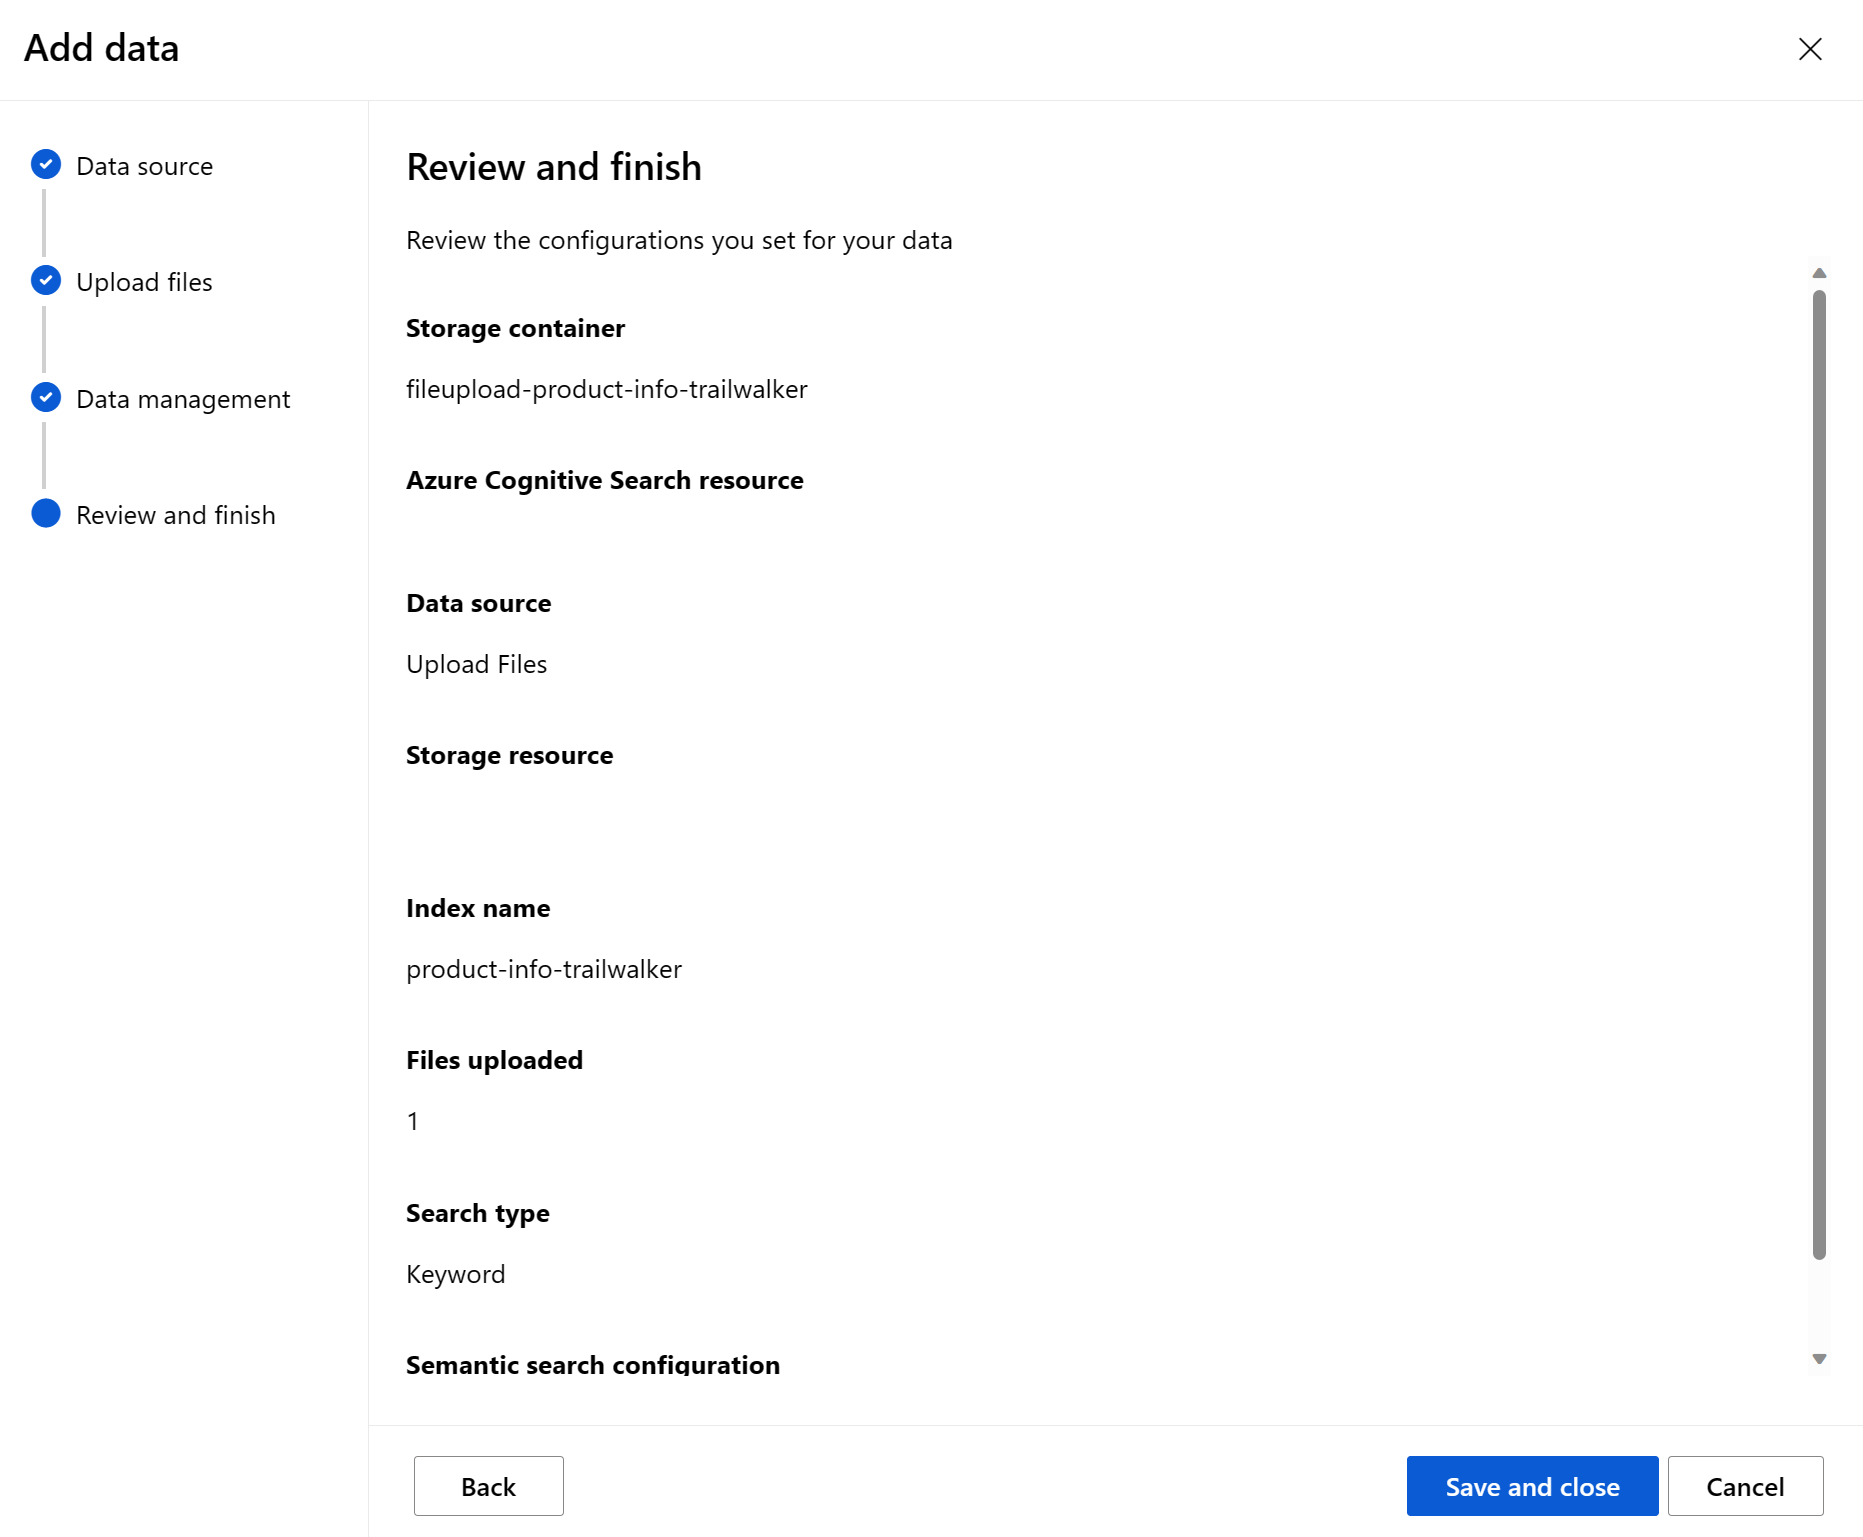 Add data
Data source
Upload files
Data management
Review and finish
Review and finish
Review the configurations you set for your data
Storage container
fileupload-product-info-trailwalker
Azure Cognitive Search resource
Data source
Upload Files
Storage resource
Index name
product-info-trailwalker
Files uploaded
1
Search type
Keyword
Semantic search configuration
Back
Save and close
Cancel